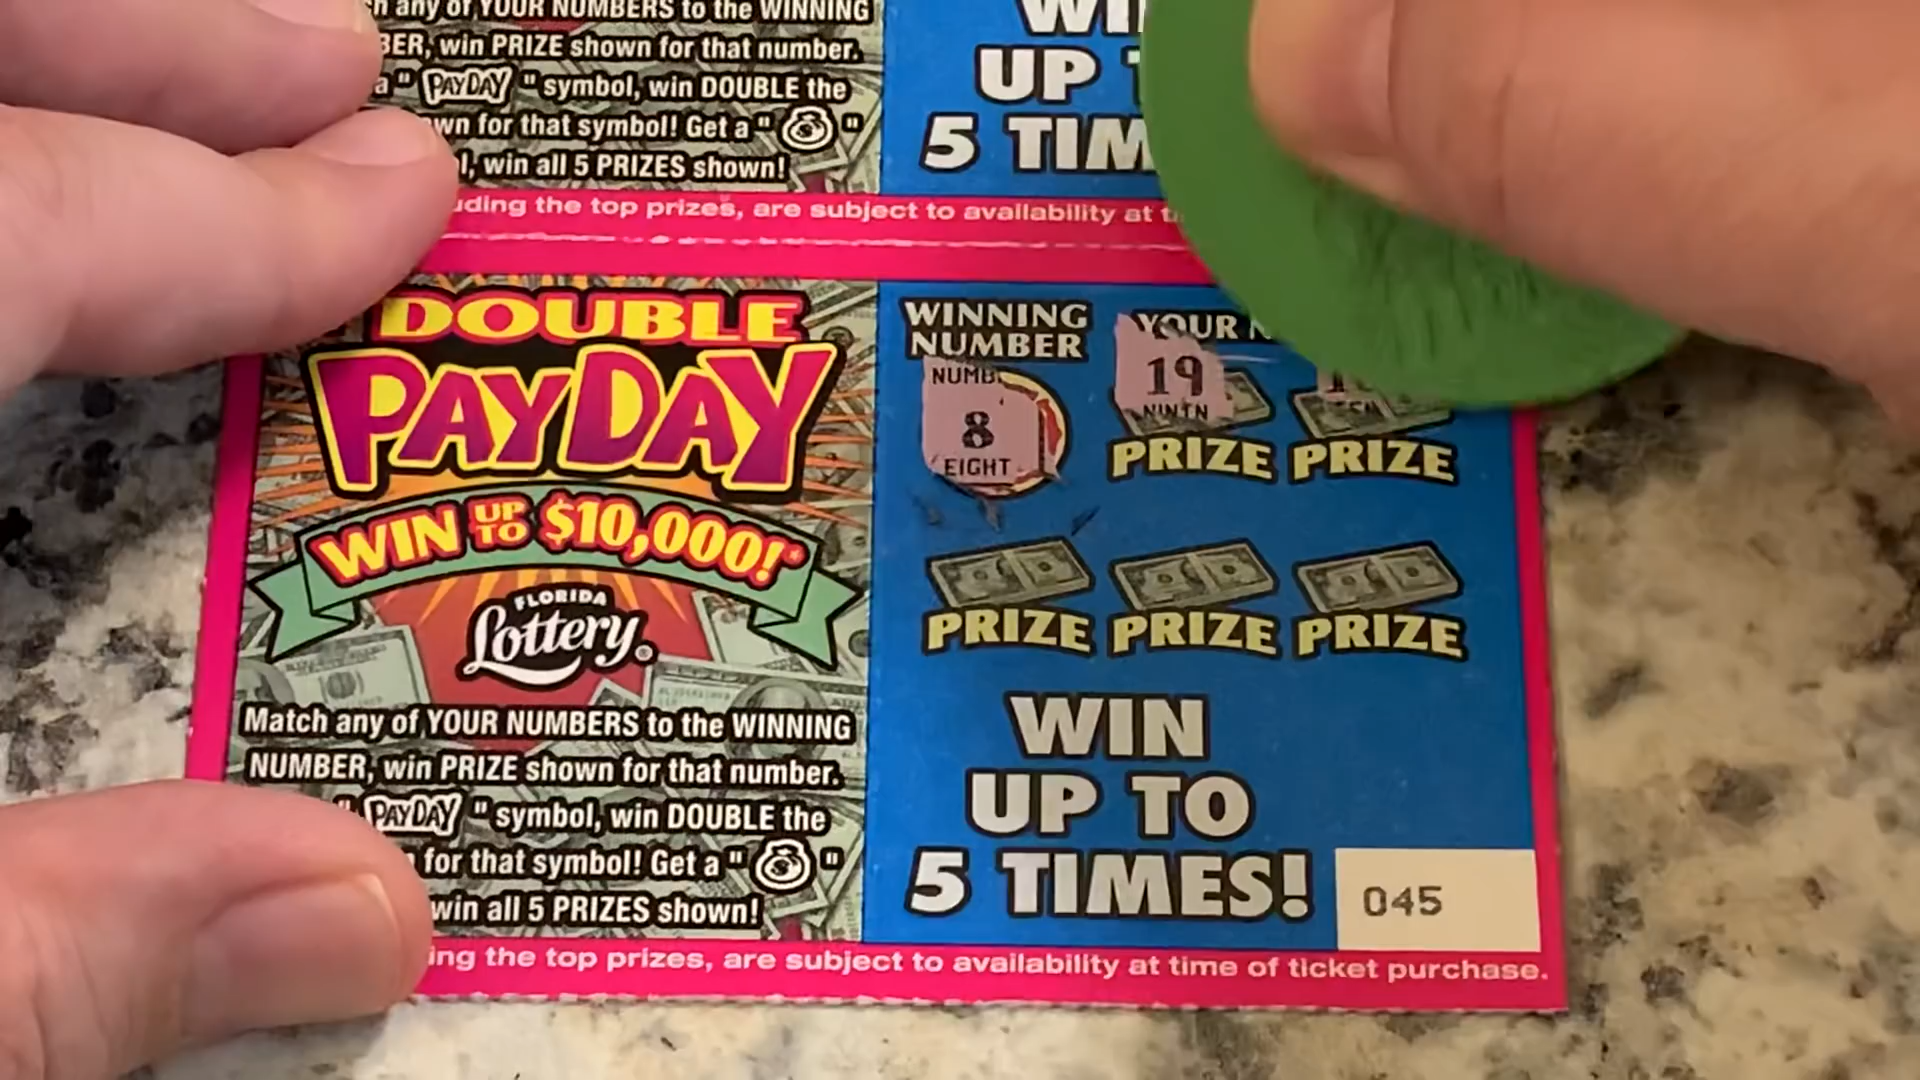 any of YOUR NUMBERS to the WINNING
BER, win PRIZE shown for that number.
a " PAYDAY " symbol, win DOUBLE the
wn for that symbol! Get a " $ "
l, win all 5 PRIZES shown!
WI
UP T
5 TIM
uding the top prizes, are subject to availability at t
DOUBLE
PAYDAY
WIN UP TO $10,000!*
FLORIDA
Lottery®
Match any of YOUR NUMBERS to the WINNING
NUMBER, win PRIZE shown for that number.
" PAYDAY " symbol, win DOUBLE the
for that symbol! Get a " $ "
win all 5 PRIZES shown!
WINNING
NUMBER
NUMB
8
EIGHT
YOUR N
19
NINTN
PRIZE PRIZE
PRIZE PRIZE PRIZE
WIN
UP TO
5 TIMES!
045
ing the top prizes, are subject to availability at time of ticket purchase.